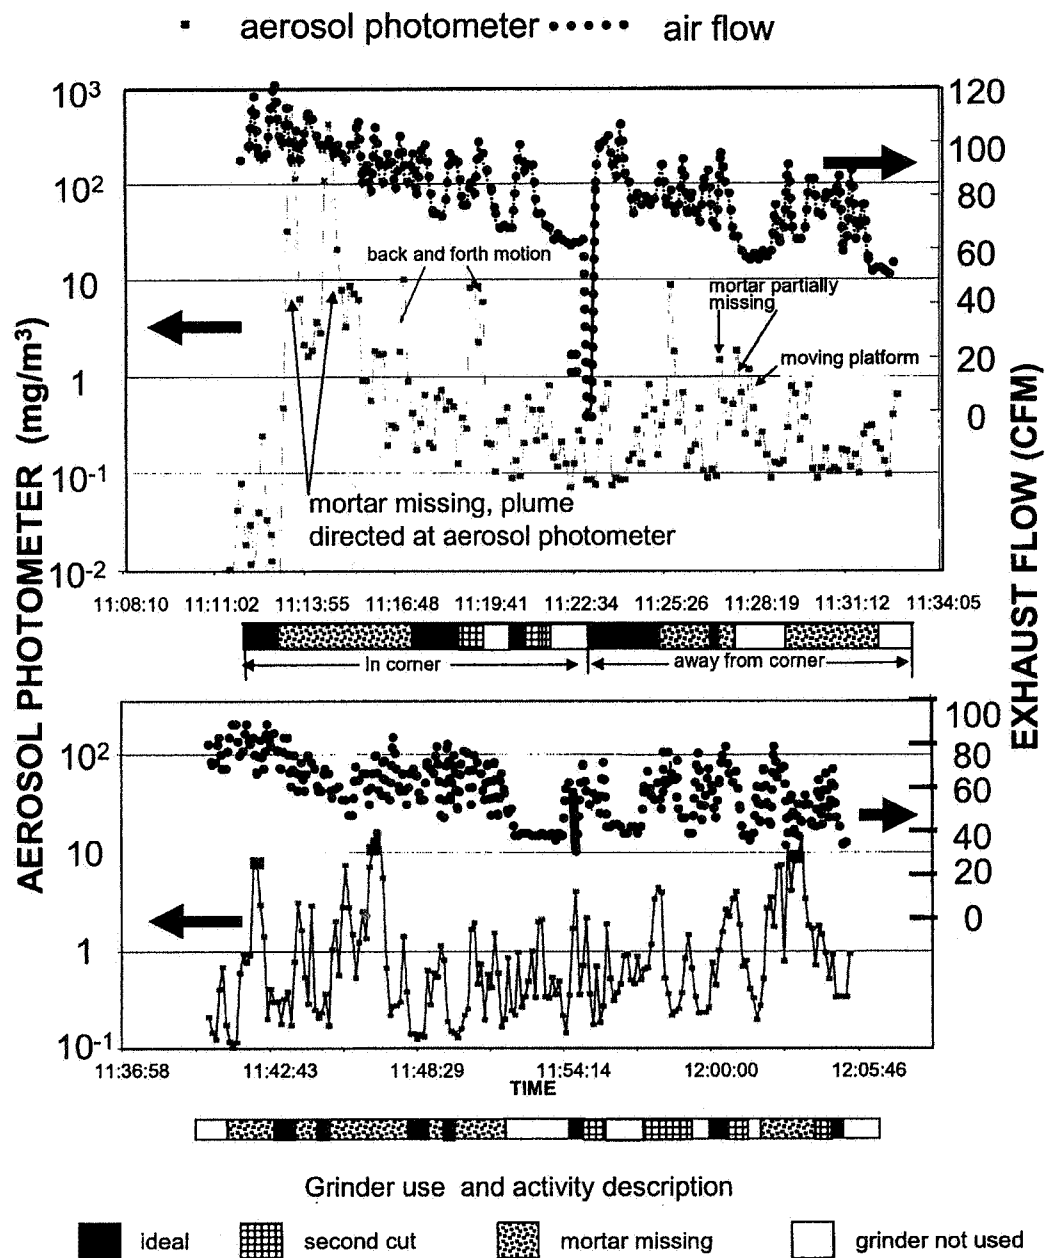 aerosol photometer air flow
10³
10²
10
1
10⁻¹
10⁻²
120
100
80
60
40
20
0
back and forth motion
mortar partially
missing
moving platform
mortar missing, plume
directed at aerosol photometer
11:08:10 11:11:02 11:13:55 11:16:48 11:19:41 11:22:34 11:25:26 11:28:19 11:31:12 11:34:05
In corner away from corner
AEROSOL PHOTOMETER (mg/m³)
EXHAUST FLOW (CFM)
10²
10
1
10⁻¹
100
80
60
40
20
0
11:36:58 11:42:43 11:48:29 11:54:14 12:00:00 12:05:46
TIME
Grinder use and activity description
ideal second cut mortar missing grinder not used